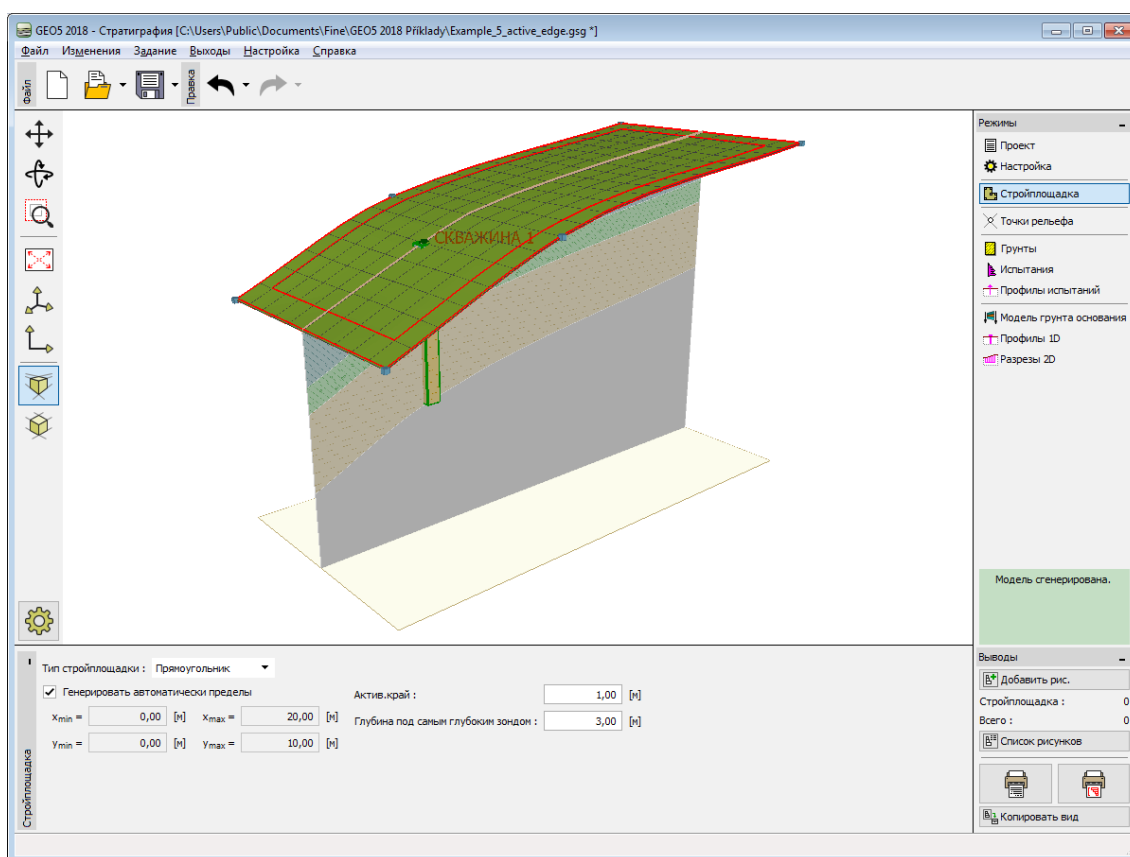 GEO5 2018 - Стратиграфия [C:\Users\Public\Documents\Fine\GEO5 2018 Příklady\Example_5_active_edge.gsg *]
Файл Изменения Задание Выходы Настройка Справка
Файл
Правка
СКВАЖИНА 1
Режимы
Проект
Настройка
Стройплощадка
Точки рельефа
Грунты
Испытания
Профилы испытаний
Модель грунта основания
Профилы 1D
Разрезы 2D
Модель сгенерирована.
Стройплощадка
Тип стройплощадки : Прямоугольник
Генерировать автоматически пределы
xmin = 0,00 [м] xmax = 20,00 [м]
ymin = 0,00 [м] ymax = 10,00 [м]
Актив.край : 1,00 [м]
Глубина под самым глубоким зондом : 3,00 [м]
Выводы
Добавить рис.
Стройплощадка : 0
Всего : 0
Список рисунков
Копировать вид